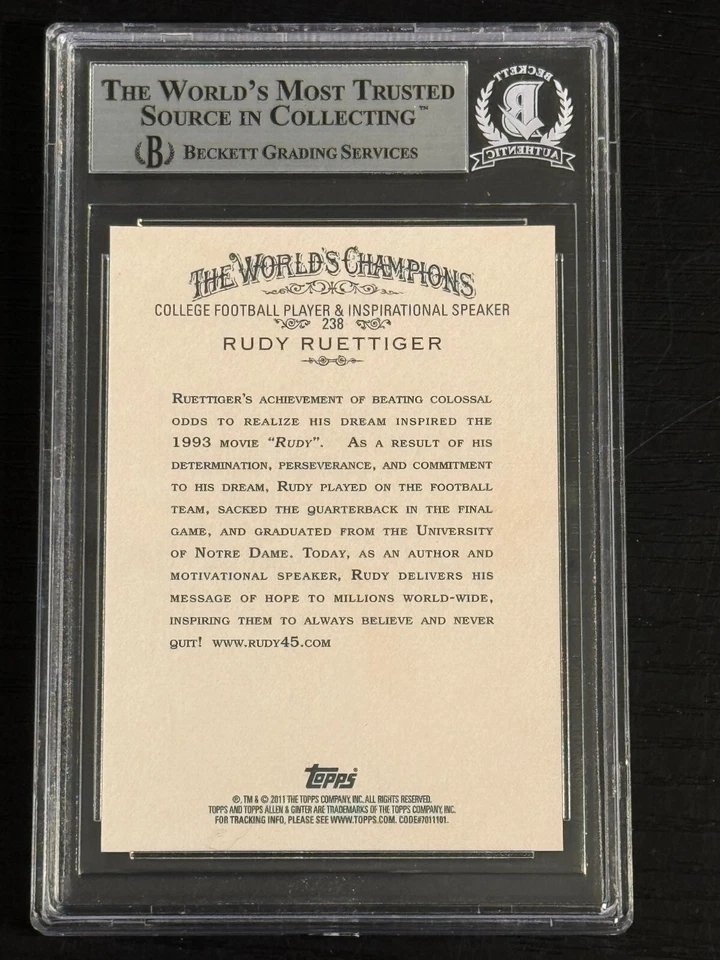 THE WORLD'S MOST TRUSTED
SOURCE IN COLLECTING™
B BECKETT GRADING SERVICES
BECKETT
B
AUTHENTIC
THE WORLD'S CHAMPIONS
COLLEGE FOOTBALL PLAYER & INSPIRATIONAL SPEAKER
238
RUDY RUETTIGER
RUETTIGER'S ACHIEVEMENT OF BEATING COLOSSAL
ODDS TO REALIZE HIS DREAM INSPIRED THE
1993 MOVIE "RUDY". AS A RESULT OF HIS
DETERMINATION, PERSEVERANCE, AND COMMITMENT
TO HIS DREAM, RUDY PLAYED ON THE FOOTBALL
TEAM, SACKED THE QUARTERBACK IN THE FINAL
GAME, AND GRADUATED FROM THE UNIVERSITY
OF NOTRE DAME. TODAY, AS AN AUTHOR AND
MOTIVATIONAL SPEAKER, RUDY DELIVERS HIS
MESSAGE OF HOPE TO MILLIONS WORLD-WIDE,
INSPIRING THEM TO ALWAYS BELIEVE AND NEVER
QUIT! WWW.RUDY45.COM
Topps®
®, TM & © 2011 THE TOPPS COMPANY, INC. ALL RIGHTS RESERVED.
TOPPS AND TOPPS ALLEN & GINTER ARE TRADEMARKS OF THE TOPPS COMPANY, INC.
FOR TRACKING INFO, PLEASE SEE WWW.TOPPS.COM. CODE#7011101.